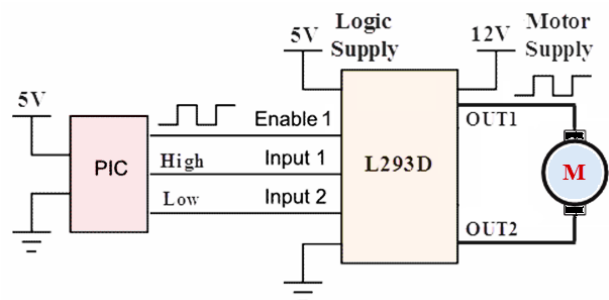 5V
Logic
Supply
12V
Motor
Supply
5V
Enable 1
OUT1
PIC
High
Input 1
L293D
M
Low
Input 2
OUT2